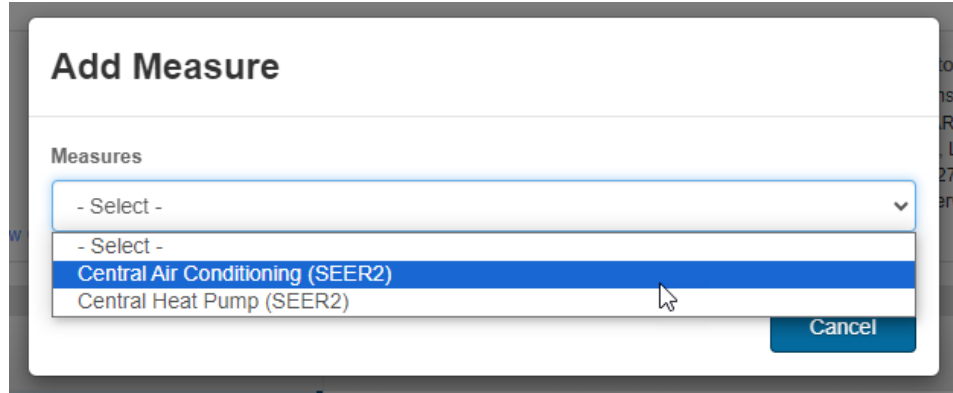 Add Measure
Measures
- Select -
- Select -
Central Air Conditioning (SEER2)
Central Heat Pump (SEER2)
Cancel